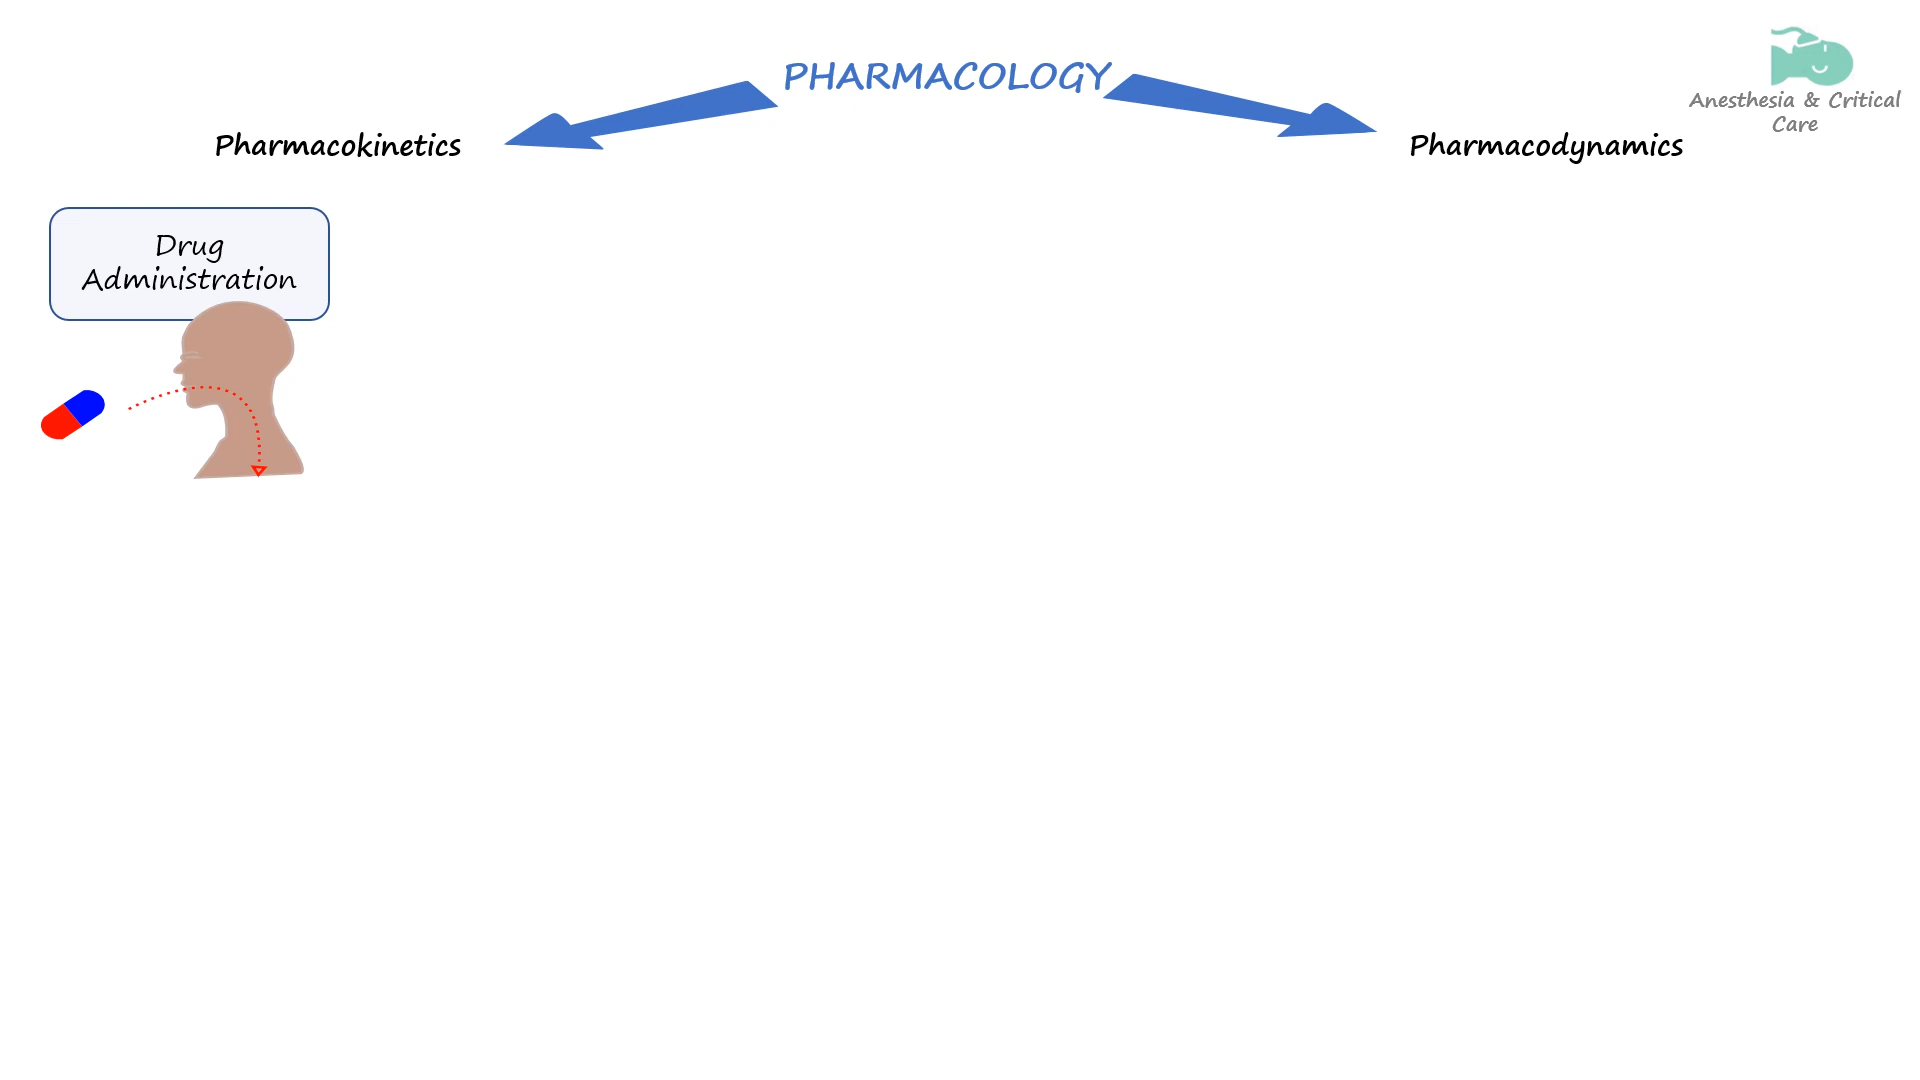 PHARMACOLOGY
Anesthesia & Critical
Care
Pharmacokinetics
Pharmacodynamics
Drug
Administration